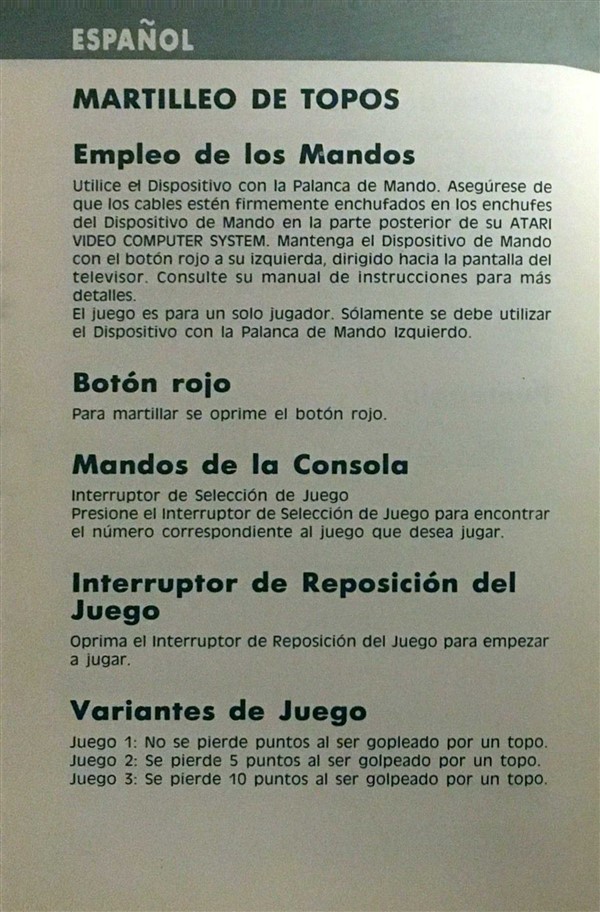 ESPAÑOL
MARTILLEO DE TOPOS
Empleo de los Mandos
Utilice el Dispositivo con la Palanca de Mando. Asegúrese de
que los cables estén firmemente enchufados en los enchufes
del Dispositivo de Mando en la parte posterior de su ATARI
VIDEO COMPUTER SYSTEM. Mantenga el Dispositivo de Mando
con el botón rojo a su izquierda, dirigido hacia la pantalla del
televisor. Consulte su manual de instrucciones para más
detalles.
El juego es para un solo jugador. Sólamente se debe utilizar
el Dispositivo con la Palanca de Mando Izquierdo.
Botón rojo
Para martillar se oprime el botón rojo.
Mandos de la Consola
Interruptor de Selección de Juego
Presione el Interruptor de Selección de Juego para encontrar
el número correspondiente al juego que desea jugar.
Interruptor de Reposición del
Juego
Oprima el Interruptor de Reposición del Juego para empezar
a jugar.
Variantes de Juego
Juego 1: No se pierde puntos al ser gopleado por un topo.
Juego 2: Se pierde 5 puntos al ser golpeado por un topo.
Juego 3: Se pierde 10 puntos al ser golpeado por un topo.